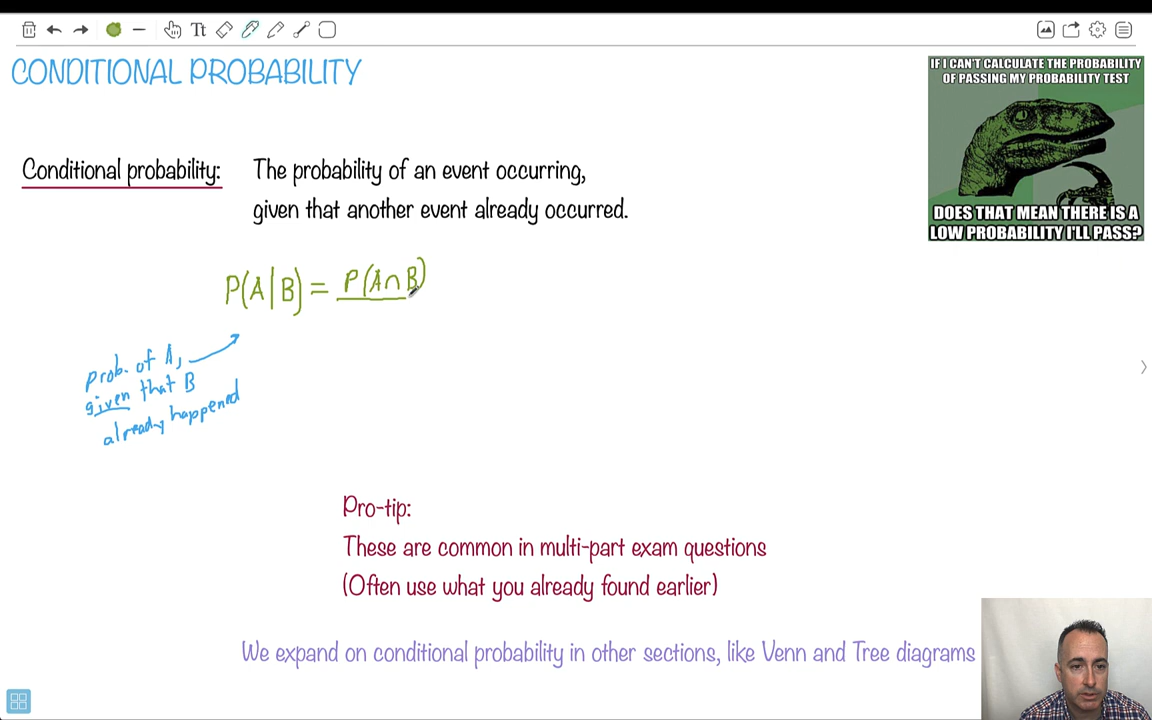 Tt
CONDITIONAL PROBABILITY
IF I CAN'T CALCULATE THE PROBABILITY
OF PASSING MY PROBABILITY TEST
DOES THAT MEAN THERE IS A
LOW PROBABILITY I'LL PASS?
Conditional probability: The probability of an event occurring,
given that another event already occurred.
P(A|B) = P(A∩B)
prob. of A,
given that B
already happened
Pro-tip:
These are common in multi-part exam questions
(Often use what you already found earlier)
We expand on conditional probability in other sections, like Venn and Tree diagrams